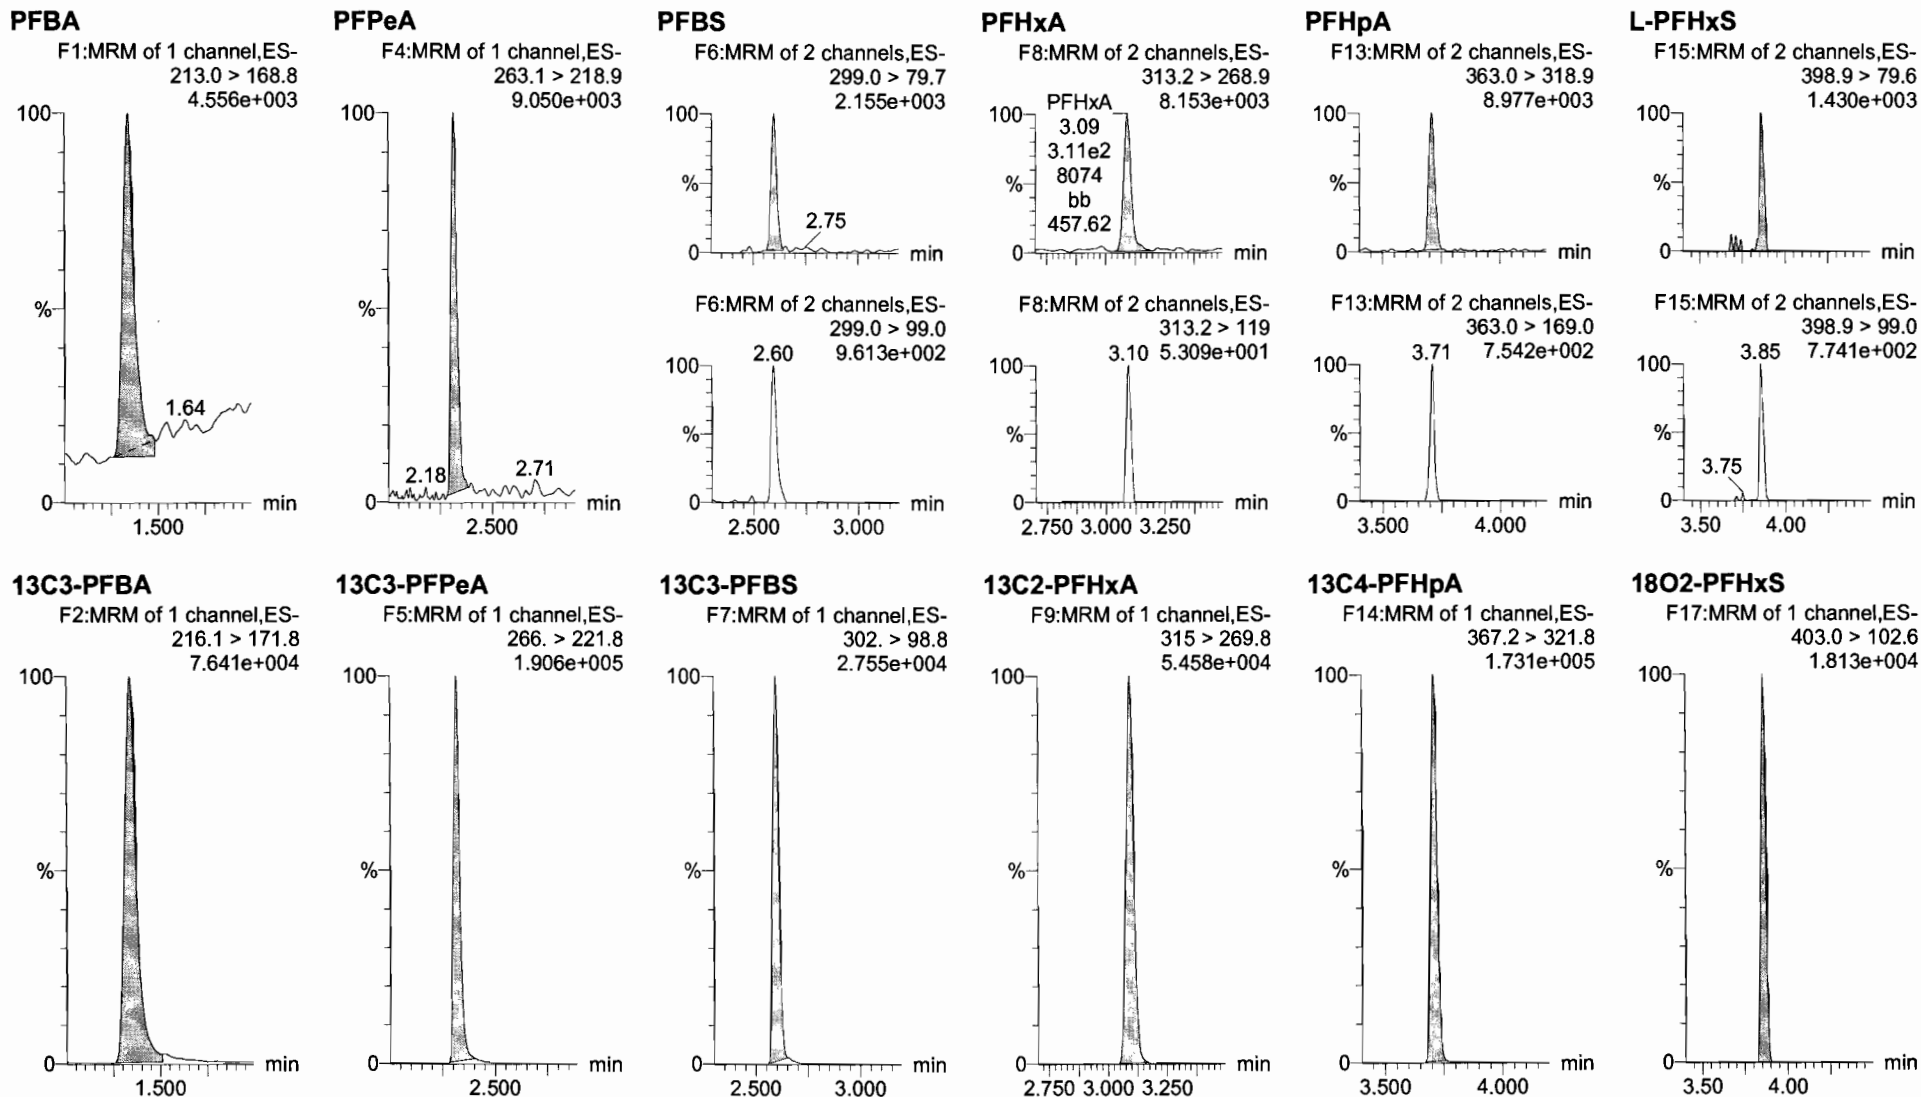 PFBA
F1:MRM of 1 channel,ES-
213.0 > 168.8
4.556e+003
100
%
1.64
0
min
1.500
PFPeA
F4:MRM of 1 channel,ES-
263.1 > 218.9
9.050e+003
100
%
2.18
2.71
0
min
2.500
PFBS
F6:MRM of 2 channels,ES-
299.0 > 79.7
2.155e+003
100
%
2.75
0
min
F6:MRM of 2 channels,ES-
299.0 > 99.0
2.60 9.613e+002
100
%
0
min
2.500 3.000
PFHxA
F8:MRM of 2 channels,ES-
313.2 > 268.9
8.153e+003
PFHxA
100
3.09
3.11e2
8074
%
bb
457.62
0
min
F8:MRM of 2 channels,ES-
313.2 > 119
3.10 5.309e+001
100
%
0
min
2.750 3.000 3.250
PFHpA
F13:MRM of 2 channels,ES-
363.0 > 318.9
8.977e+003
100
%
0
min
F13:MRM of 2 channels,ES-
363.0 > 169.0
3.71 7.542e+002
100
%
0
min
3.500 4.000
L-PFHxS
F15:MRM of 2 channels,ES-
398.9 > 79.6
1.430e+003
100
%
0
min
F15:MRM of 2 channels,ES-
398.9 > 99.0
3.85 7.741e+002
100
%
3.75
0
min
3.50 4.00
13C3-PFBA
F2:MRM of 1 channel,ES-
216.1 > 171.8
7.641e+004
100
%
0
min
1.500
13C3-PFPeA
F5:MRM of 1 channel,ES-
266. > 221.8
1.906e+005
100
%
0
min
2.500
13C3-PFBS
F7:MRM of 1 channel,ES-
302. > 98.8
2.755e+004
100
%
0
min
2.500 3.000
13C2-PFHxA
F9:MRM of 1 channel,ES-
315 > 269.8
5.458e+004
100
%
0
min
2.750 3.000 3.250
13C4-PFHpA
F14:MRM of 1 channel,ES-
367.2 > 321.8
1.731e+005
100
%
0
min
3.500 4.000
18O2-PFHxS
F17:MRM of 1 channel,ES-
403.0 > 102.6
1.813e+004
100
%
0
min
3.50 4.00